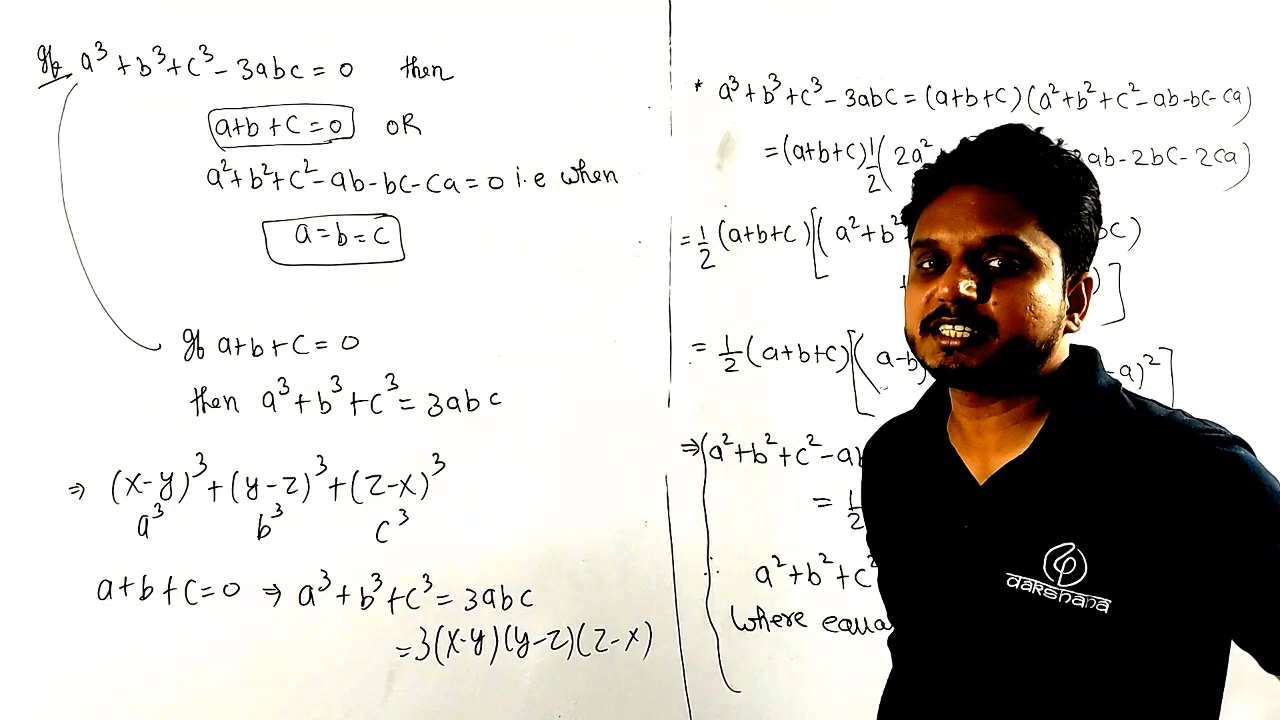 If a³ + b³ + c³ - 3abc = 0 then
a+b+c=0 OR
a²+b²+c²-ab-bc-ca=0 i.e when
a=b=c
If a+b+c=0
then a³+b³+c³=3abc
⇒ (x-y)³+(y-z)³+(z-x)³
a³ b³ c³
a+b+c=0 ⇒ a³+b³+c³=3abc
=3(x-y)(y-z)(z-x)
* a³+b³+c³-3abc=(a+b+c)(a²+b²+c²-ab-bc-ca)
=(a+b+c)1/2(2a² ab-2bc-2ca)
=1/2(a+b+c)[(a²+b² c)
]
=1/2(a+b+c)[(a-b) -a)²]
⇒(a²+b²+c²-a
=1/2
∴ a²+b²+c²
where
darshana